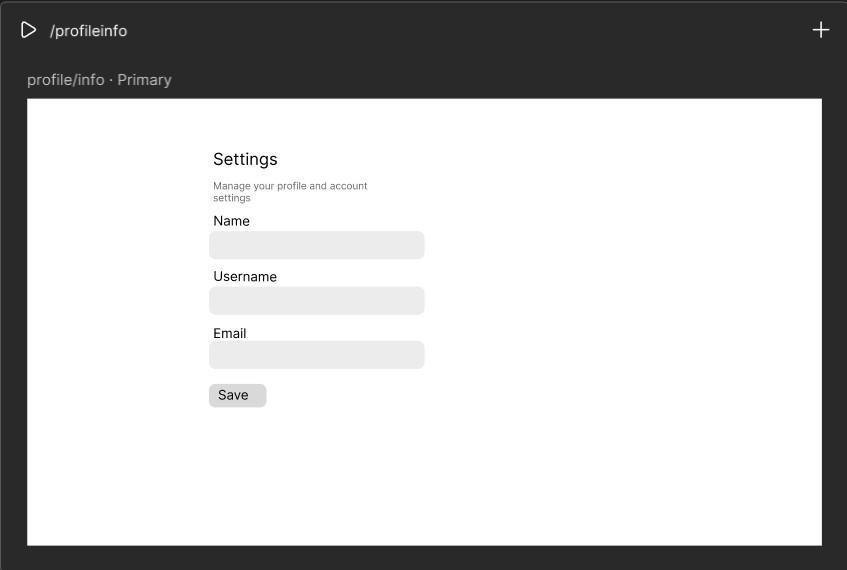 /profileinfo
profile/info · Primary
Settings
Manage your profile and account
settings
Name
Username
Email
Save